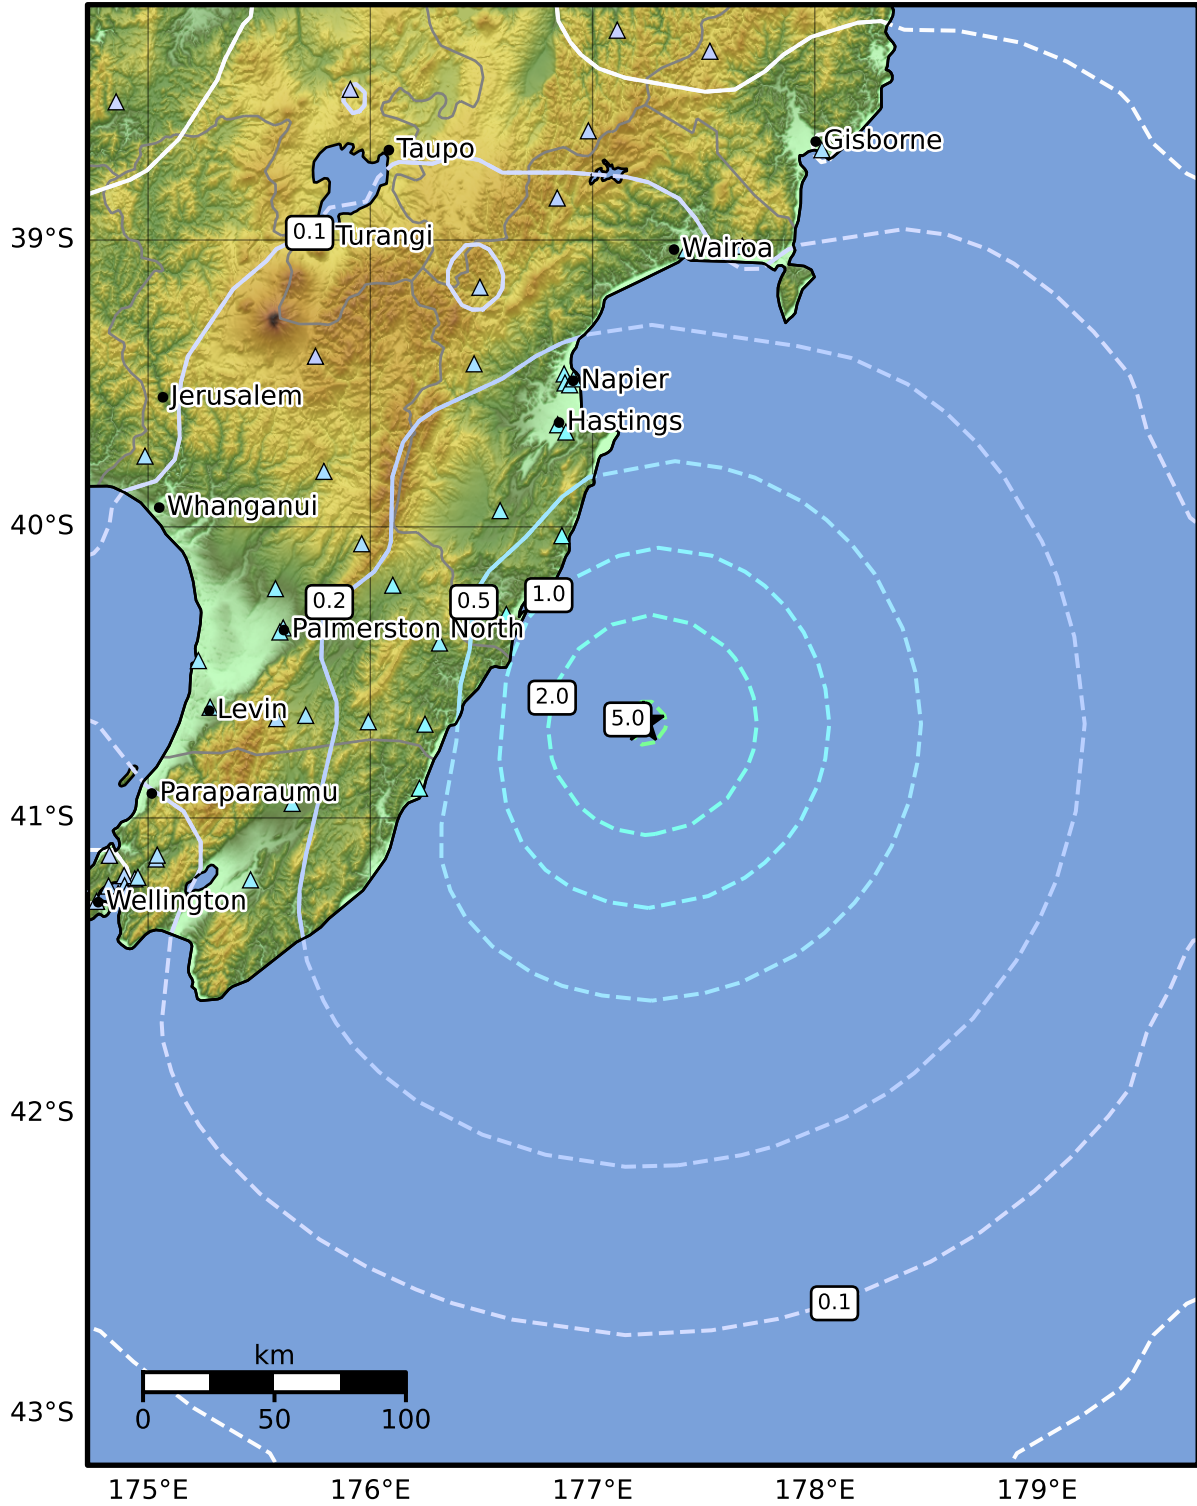 Gisborne
Taupo
39°S
0.1
Turangi
Wairoa
Napier
Jerusalem
Hastings
Whanganui
40°S
0.2
0.5
1.0
Palmerston North
2.0
5.0
Levin
Paraparaumu
41°S
Wellington
42°S
0.1
km
0
50
100
43°S
175°E
176°E
177°E
178°E
179°E